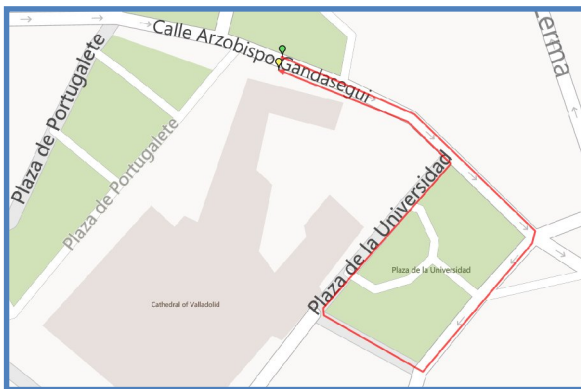 Calle Arzobispo Gandasegui
Lerma
Plaza de Portugalete
Plaza de Portugalete
Plaza de la Universidad
Plaza de la Universidad
Cathedral of Valladolid